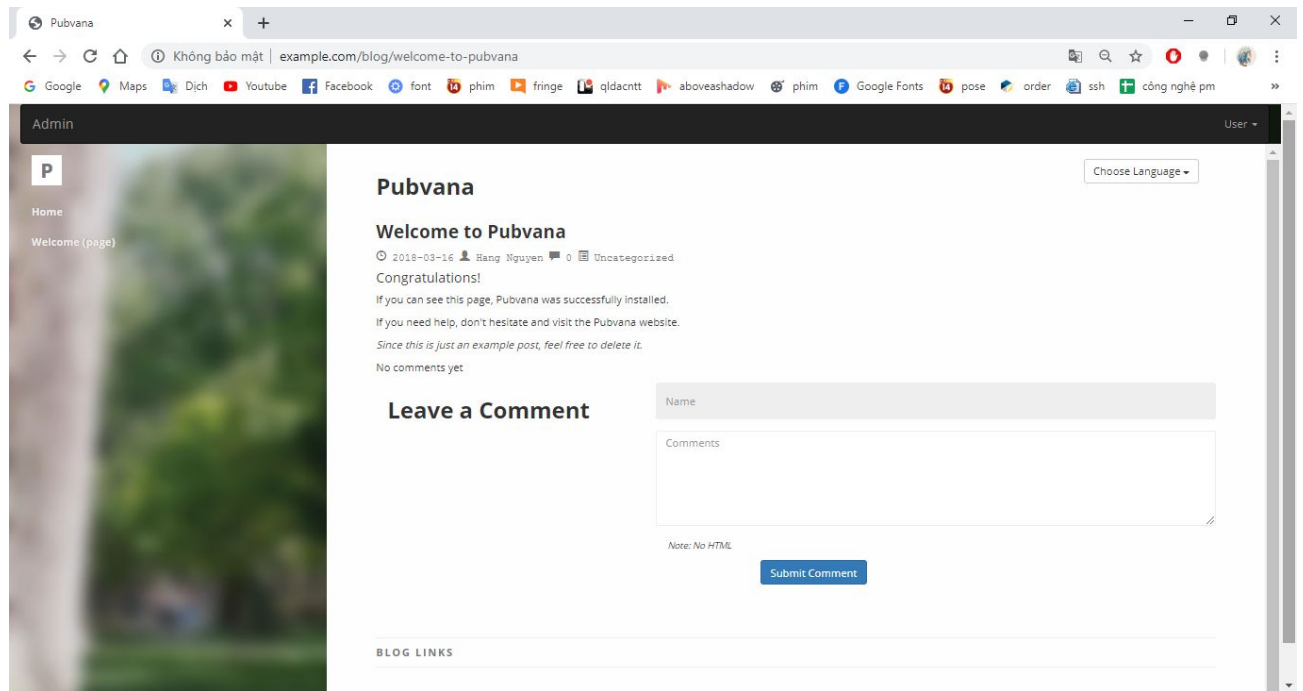 Pubvana
Không bảo mật | example.com/blog/welcome-to-pubvana
Google Maps Dịch Youtube Facebook font phim fringe qldacntt aboveashadow phim Google Fonts pose order ssh công nghệ pm »
Admin User
P
Choose Language
Home
Welcome (page)
Pubvana
Welcome to Pubvana
2018-03-16 Hang Nguyen 0 Uncategorized
Congratulations!
If you can see this page, Pubvana was successfully installed.
If you need help, don't hesitate and visit the Pubvana website.
Since this is just an example post, feel free to delete it.
No comments yet
Leave a Comment
Name
Comments
Note: No HTML
Submit Comment
BLOG LINKS